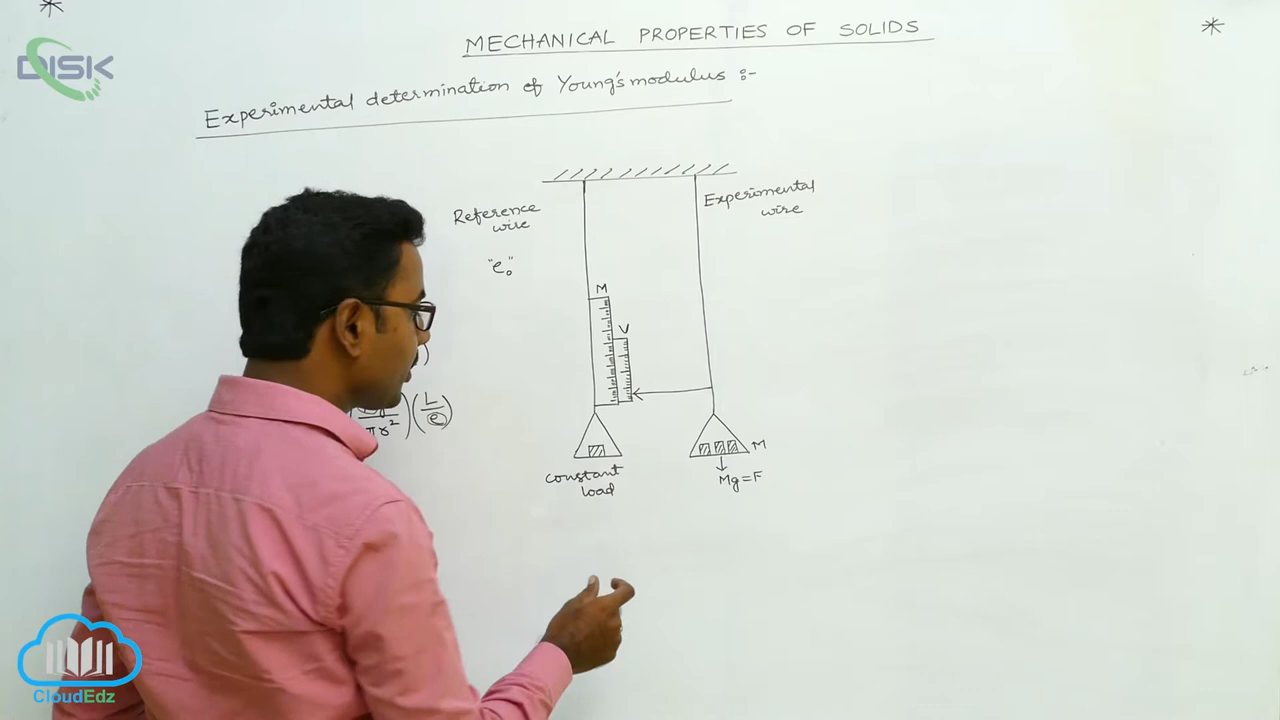 DISK
MECHANICAL PROPERTIES OF SOLIDS
Experimental determination of Young's modulus :-
Reference
wire
Experimental
wire
"e₀"
M
V
πr²
(L/e)
M
Mg=F
constant
load
CloudEdz